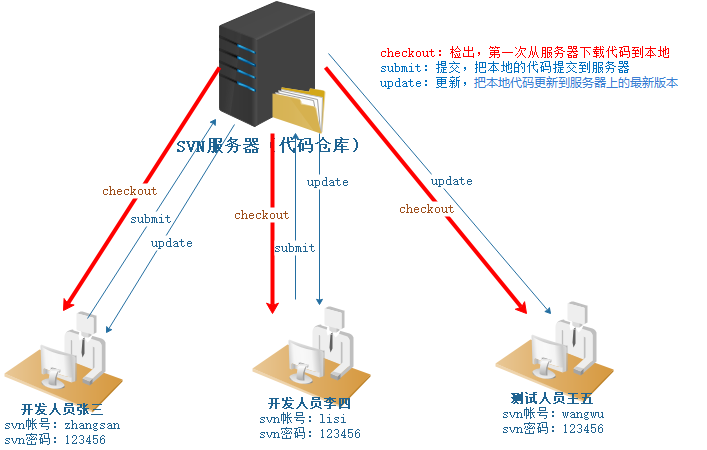 checkout: 检出，第一次从服务器下载代码到本地
submit: 提交，把本地的代码提交到服务器
update: 更新，把本地代码更新到服务器上的最新版本
SVN服务器（代码仓库）
checkout
submit
update
checkout
submit
update
update
checkout
开发人员张三
svn帐号: zhangsan
svn密码: 123456
开发人员李四
svn帐号: lisi
svn密码: 123456
测试人员王五
svn帐号: wangwu
svn密码: 123456